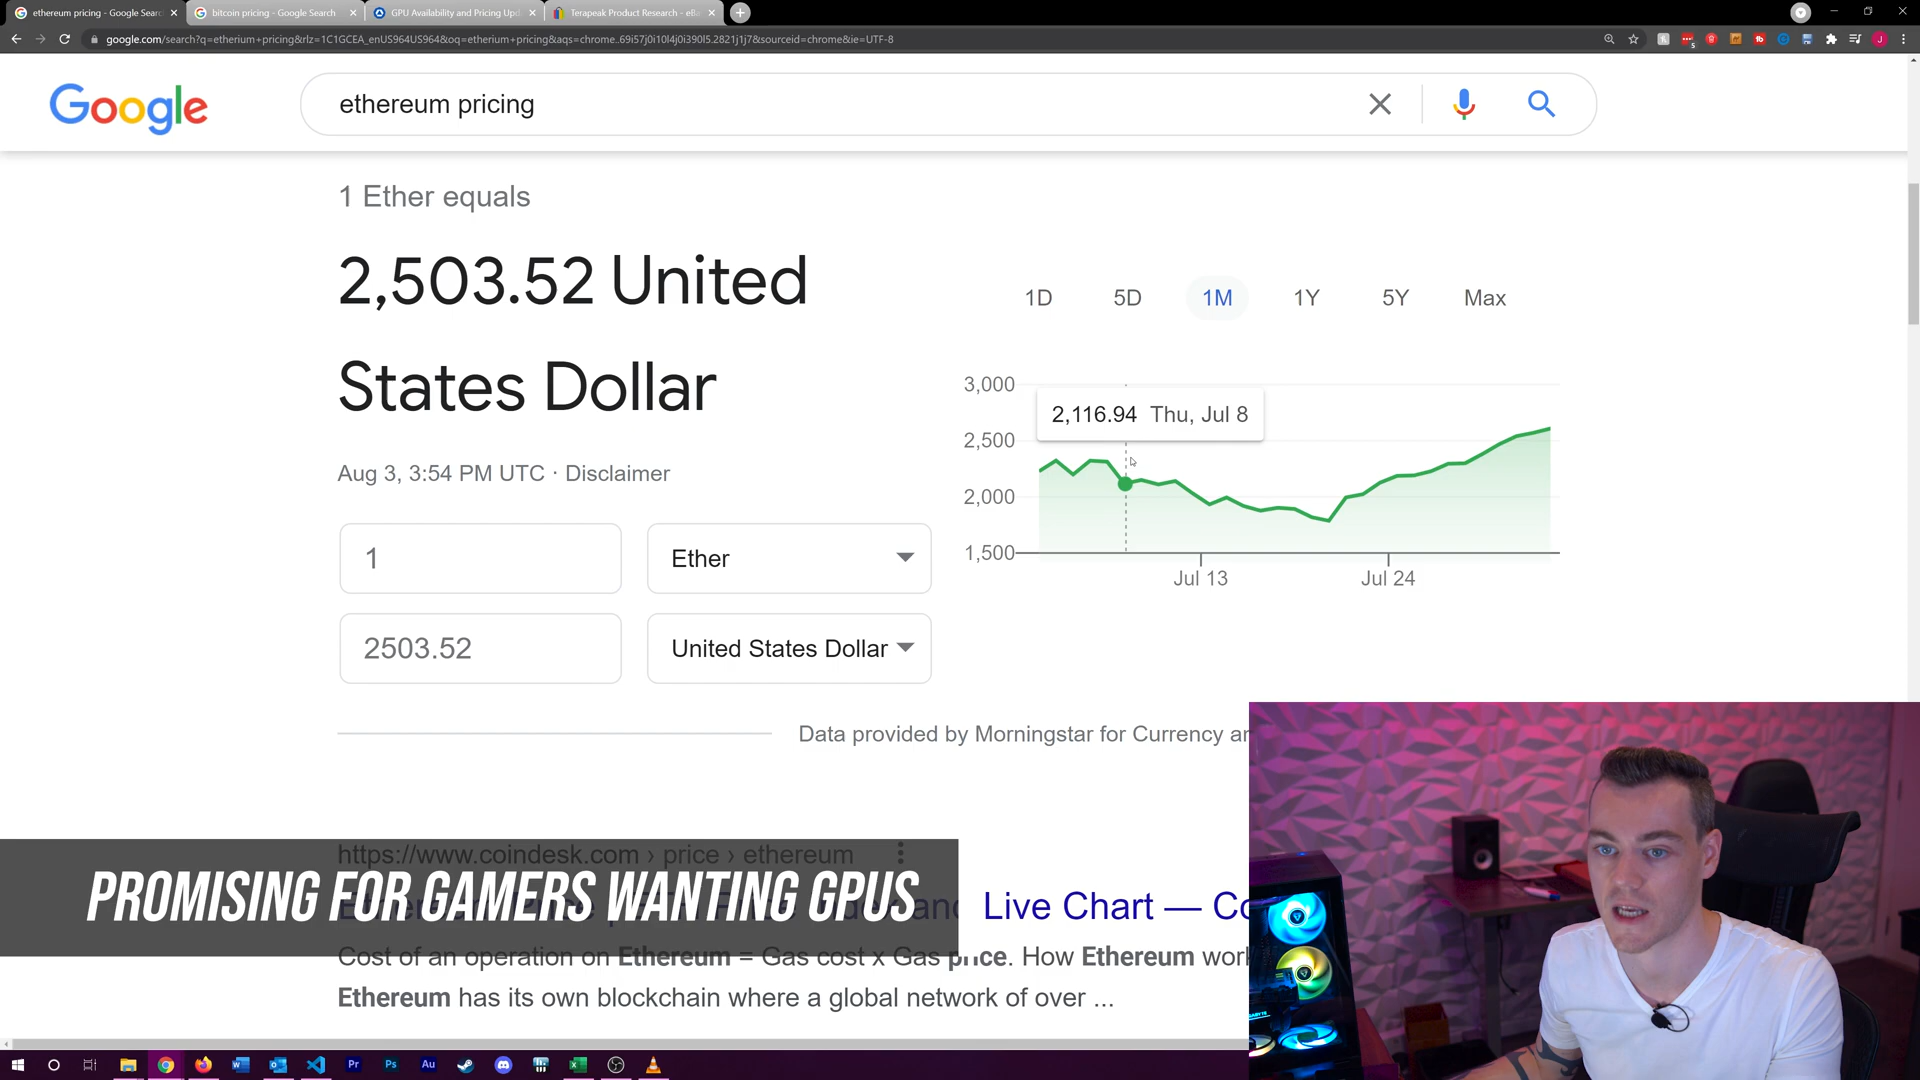 ethereum pricing - Google Searc
bitcoin pricing - Google Search
GPU Availability and Pricing Upd
Terapeak Product Research - eBa
google.com/search?q=etherium+pricing&rlz=1C1GCEA_enUS964US964&oq=etherium+pricing&aqs=chrome..69i57j0i10l4j0i390l5.2821j1j7&sourceid=chrome&ie=UTF-8
Google
ethereum pricing
1 Ether equals
2,503.52 United
States Dollar
Aug 3, 3:54 PM UTC · Disclaimer
1
Ether
2503.52
United States Dollar
1D 5D 1M 1Y 5Y Max
3,000
2,116.94 Thu, Jul 8
2,500
2,000
1,500
Jul 13 Jul 24
Data provided by Morningstar for Currency an
https://www.coindesk.com › price › ethereum
PROMISING FOR GAMERS WANTING GPUS
and Live Chart — Co
Cost of an operation on Ethereum = Gas cost x Gas price. How Ethereum work
Ethereum has its own blockchain where a global network of over ...